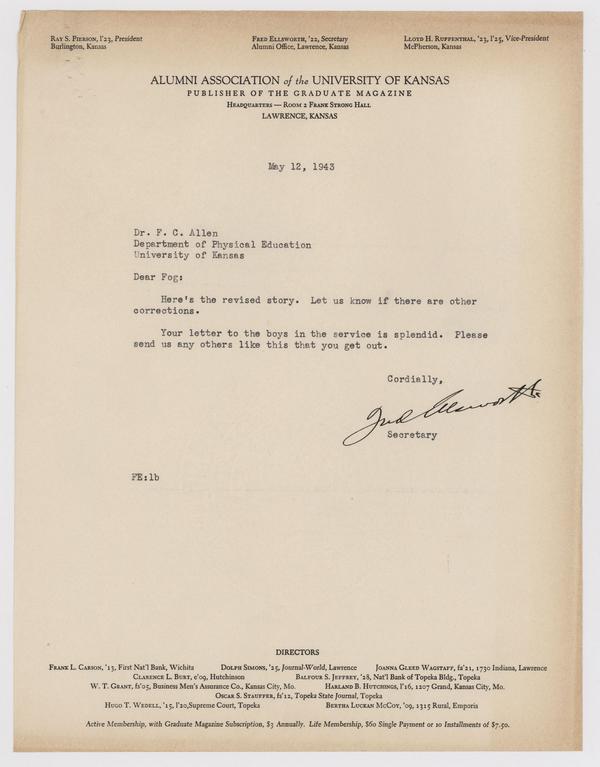 Ray S. Pierson, l'23, President
Burlington, Kansas
Fred Ellsworth, '22, Secretary
Alumni Office, Lawrence, Kansas
Lloyd H. Ruppenthal, '23, l'25, Vice-President
McPherson, Kansas
ALUMNI ASSOCIATION of the UNIVERSITY OF KANSAS
PUBLISHER OF THE GRADUATE MAGAZINE
Headquarters — Room 2 Frank Strong Hall
LAWRENCE, KANSAS
May 12, 1943
Dr. F. C. Allen
Department of Physical Education
University of Kansas
Dear Fog:
Here's the revised story. Let us know if there are other
corrections.
Your letter to the boys in the service is splendid. Please
send us any others like this that you get out.
Cordially,
Fred Ellsworth
Secretary
FE:lb
DIRECTORS
Frank L. Carson, '13, First Nat'l Bank, Wichita Dolph Simons, '25, Journal-World, Lawrence Joanna Gleed Wagstaff, fs'21, 1730 Indiana, Lawrence
Clarence L. Burt, e'09, Hutchinson Balfour S. Jeffrey, '28, Nat'l Bank of Topeka Bldg., Topeka
W. T. Grant, fs'05, Business Men's Assurance Co., Kansas City, Mo. Harland B. Hutchings, l'16, 1207 Grand, Kansas City, Mo.
Oscar S. Stauffer, fs'12, Topeka State Journal, Topeka
Hugo T. Wedell, '15, l'20, Supreme Court, Topeka Bertha Luckan McCoy, '09, 1315 Rural, Emporia
Active Membership, with Graduate Magazine Subscription, $3 Annually. Life Membership, $60 Single Payment or 10 Installments of $7.50.